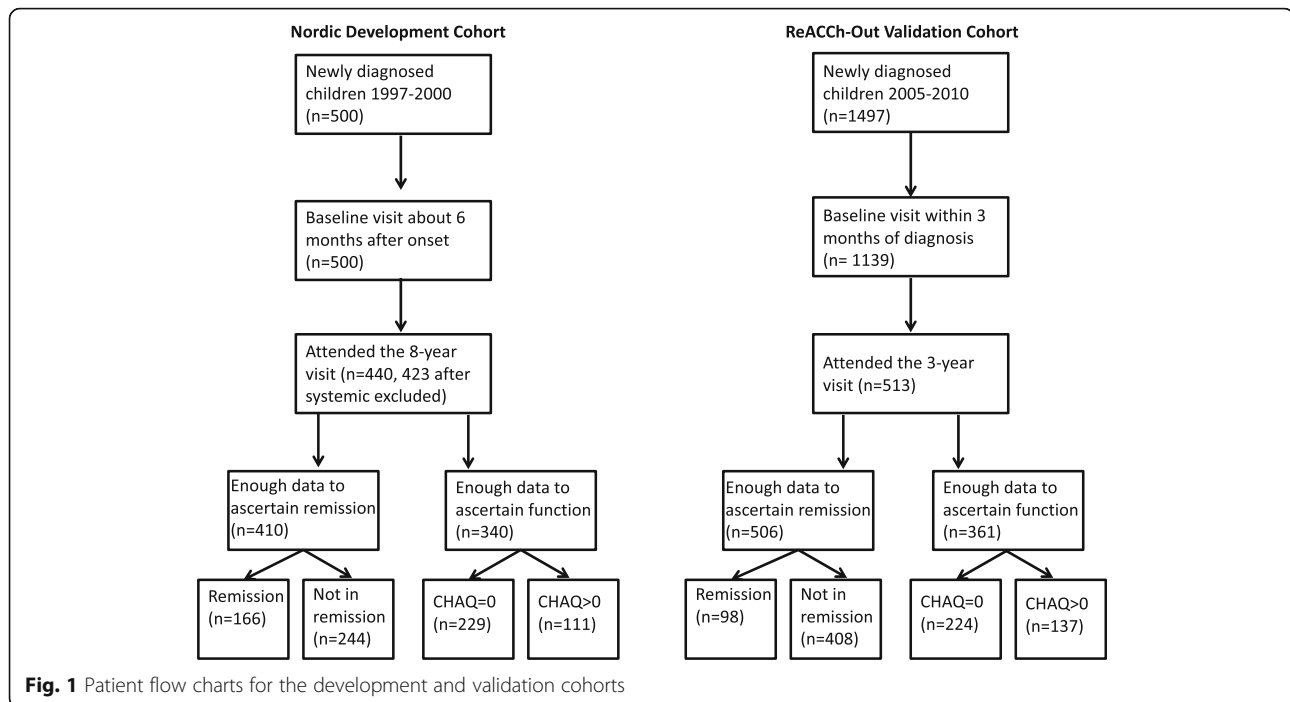 Nordic Development Cohort
Newly diagnosed
children 1997-2000
(n=500)
Baseline visit about 6
months after onset
(n=500)
Attended the 8-year
visit (n=440, 423 after
systemic excluded)
Enough data to
ascertain remission
(n=410)
Enough data to
ascertain function
(n=340)
Remission
(n=166)
Not in
remission
(n=244)
CHAQ=0
(n=229)
CHAQ>0
(n=111)
ReACCh-Out Validation Cohort
Newly diagnosed
children 2005-2010
(n=1497)
Baseline visit within 3
months of diagnosis
(n= 1139)
Attended the 3-year
visit (n=513)
Enough data to
ascertain remission
(n=506)
Enough data to
ascertain function
(n=361)
Remission
(n=98)
Not in
remission
(n=408)
CHAQ=0
(n=224)
CHAQ>0
(n=137)
Fig. 1 Patient flow charts for the development and validation cohorts